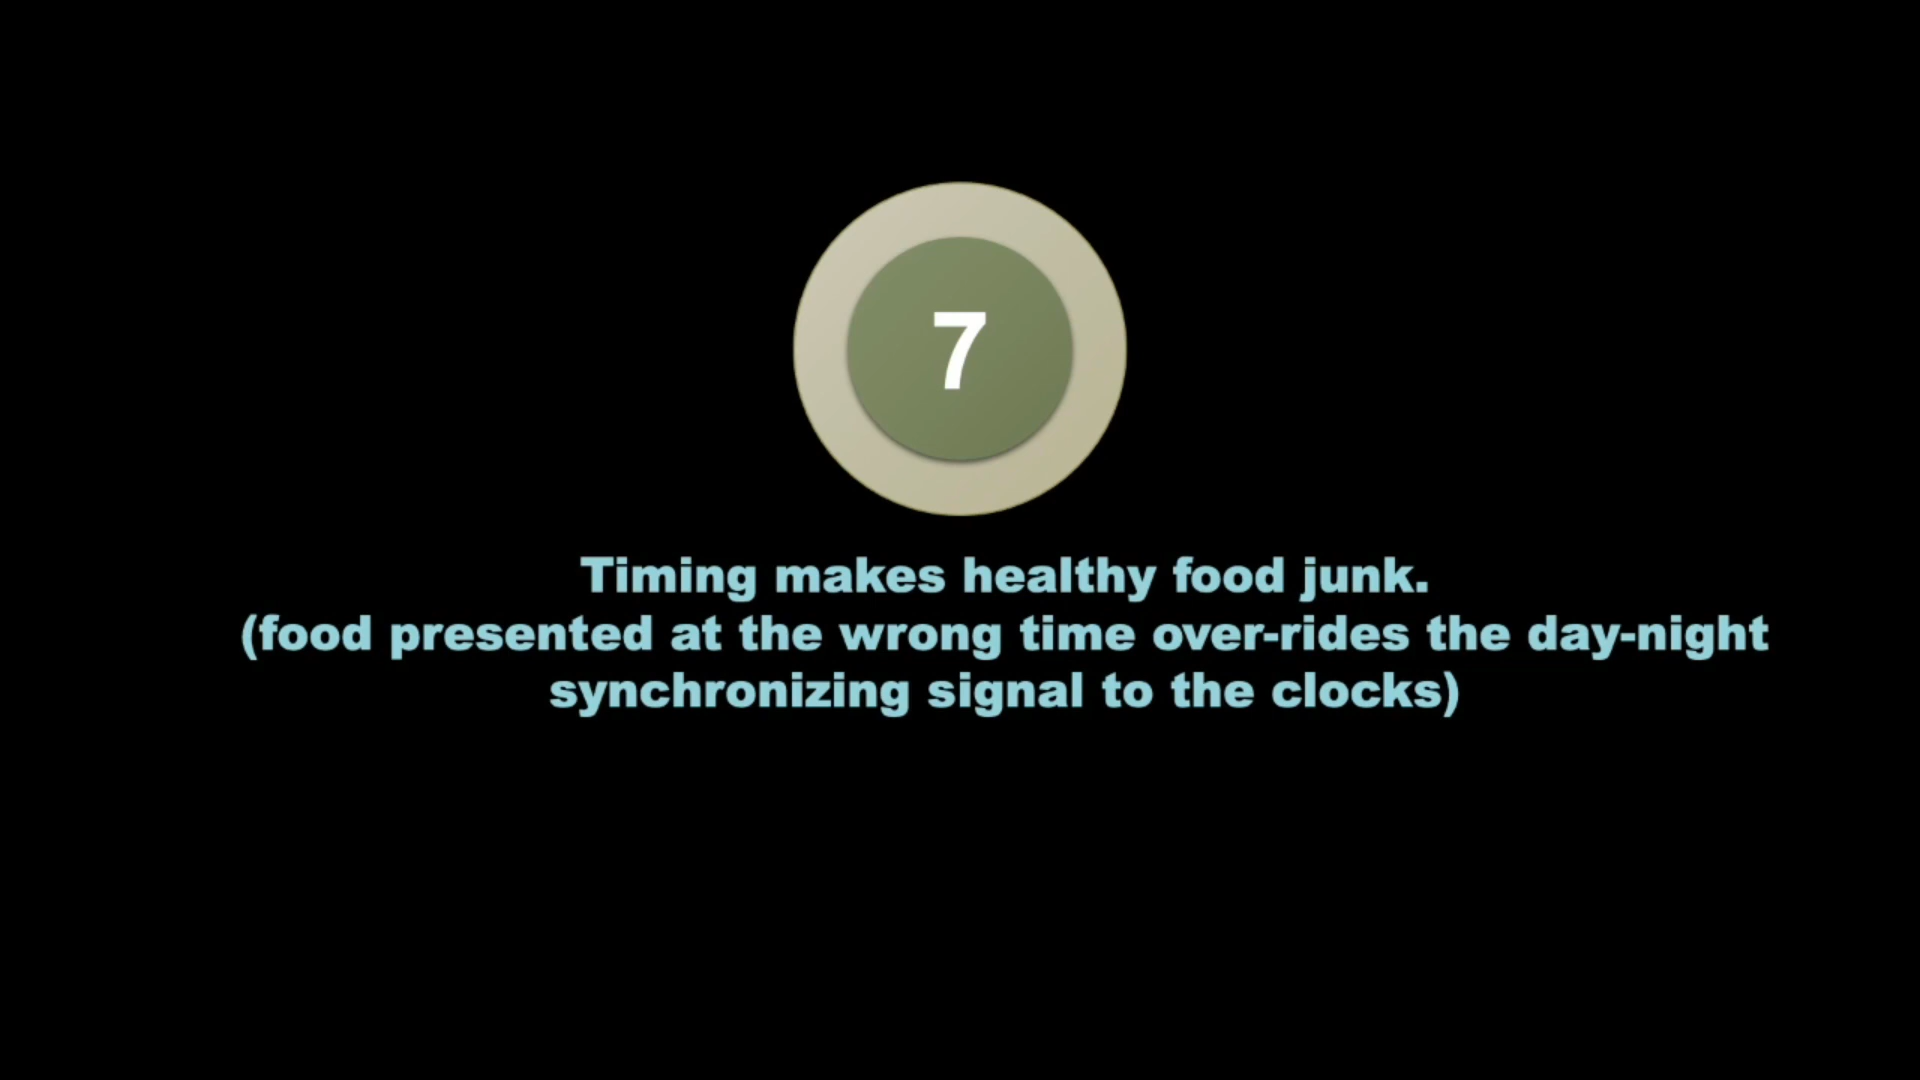 7
Timing makes healthy food junk.
(food presented at the wrong time over-rides the day-night
synchronizing signal to the clocks)